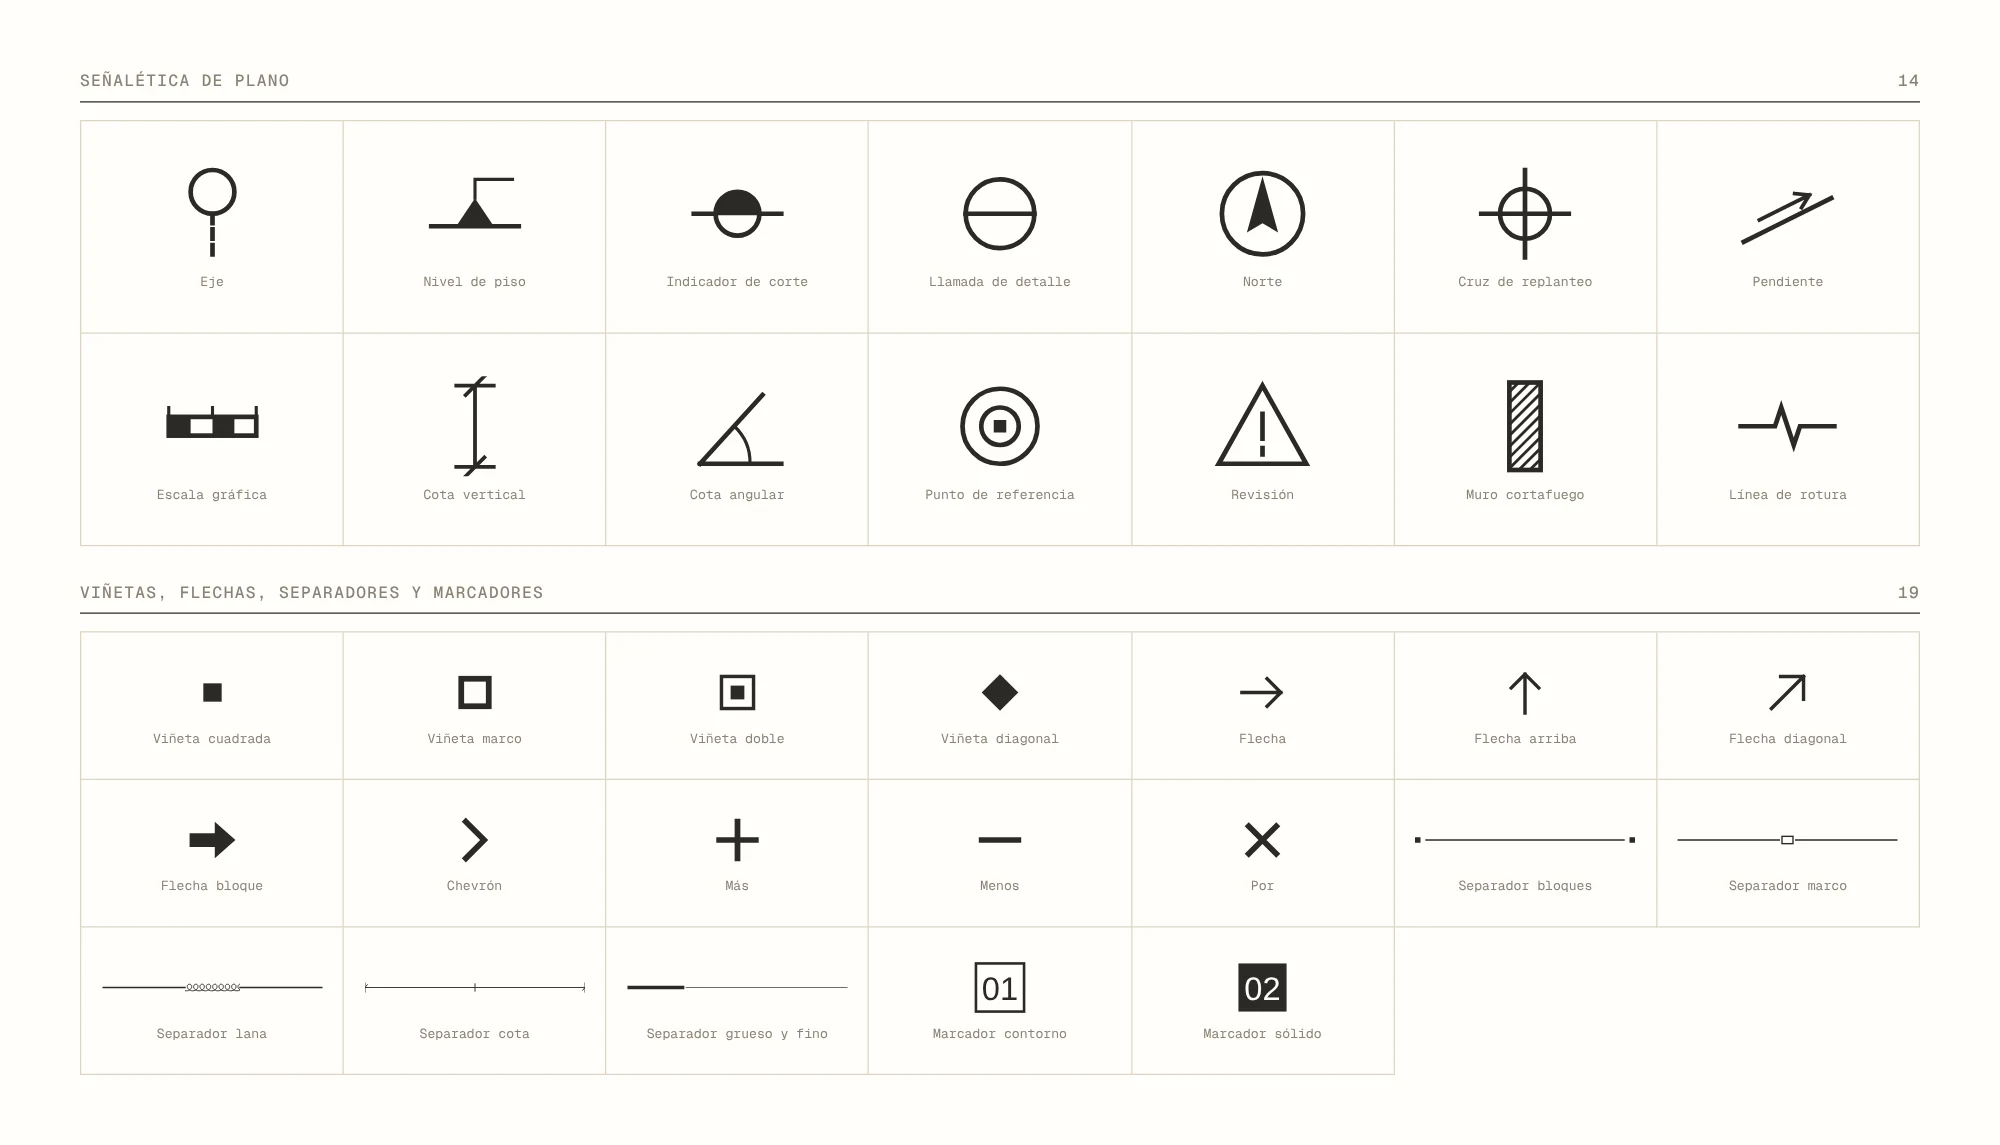 SEÑALÉTICA DE PLANO 14
Eje Nivel de piso Indicador de corte Llamada de detalle Norte Cruz de replanteo Pendiente
Escala gráfica Cota vertical Cota angular Punto de referencia Revisión Muro cortafuego Línea de rotura
VIÑETAS, FLECHAS, SEPARADORES Y MARCADORES 19
Viñeta cuadrada Viñeta marco Viñeta doble Viñeta diagonal Flecha Flecha arriba Flecha diagonal
Flecha bloque Chevrón Más Menos Por Separador bloques Separador marco
01 02
Separador lana Separador cota Separador grueso y fino Marcador contorno Marcador sólido